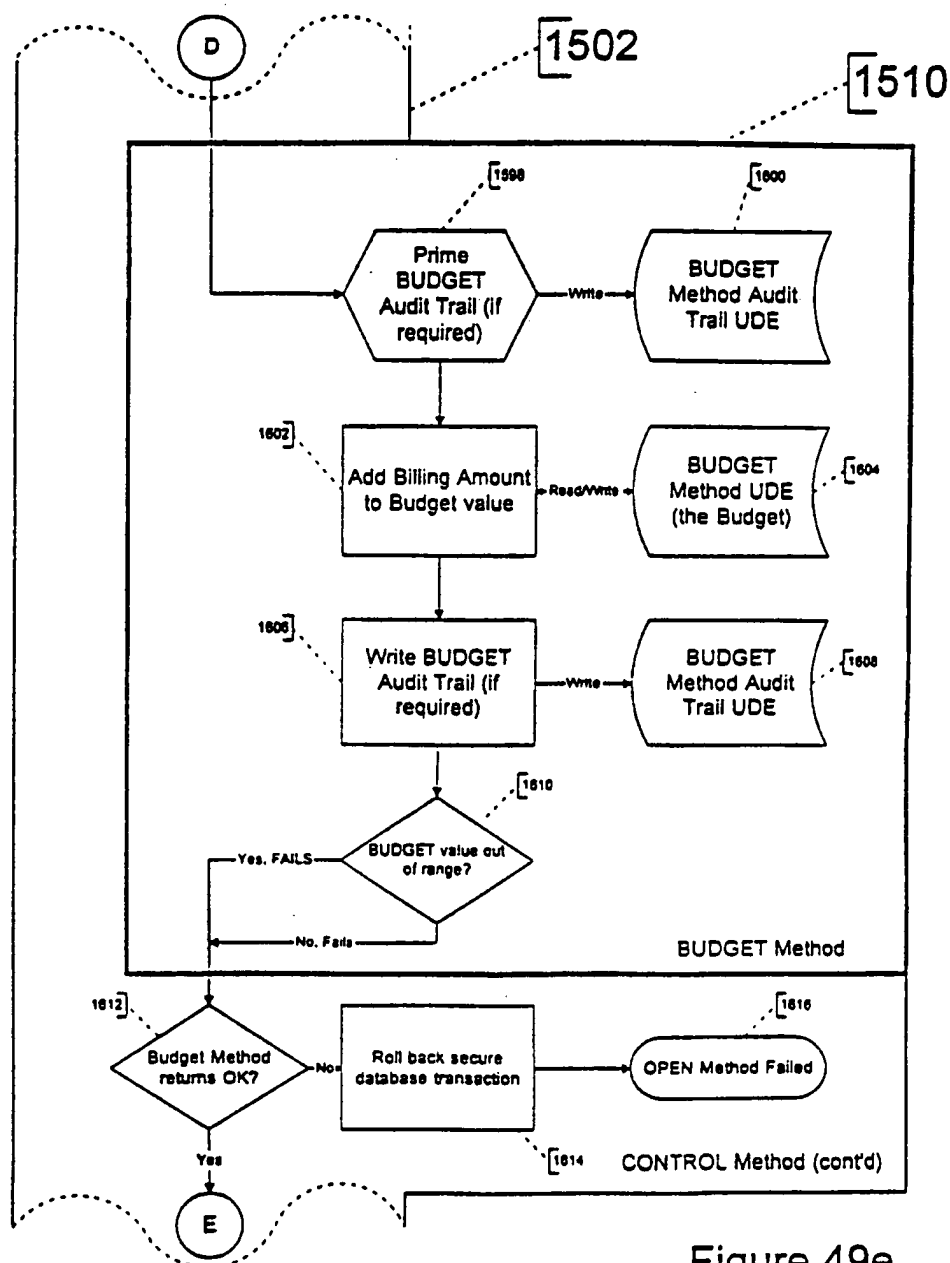 D
1502
1510
1598
1600
Prime
BUDGET
Audit Trail (if
required)
Write
BUDGET
Method Audit
Trail UDE
1602
Add Billing Amount
to Budget value
Read/Write
BUDGET
Method UDE
(the Budget)
1604
1606
Write BUDGET
Audit Trail (if
required)
Write
BUDGET
Method Audit
Trail UDE
1608
1610
BUDGET value out
of range?
Yes, FAILS
No, Fails
BUDGET Method
1612
Budget Method
returns OK?
No
Roll back secure
database transaction
1616
OPEN Method Failed
Yes
1614
CONTROL Method (cont'd)
E
Figure 49e